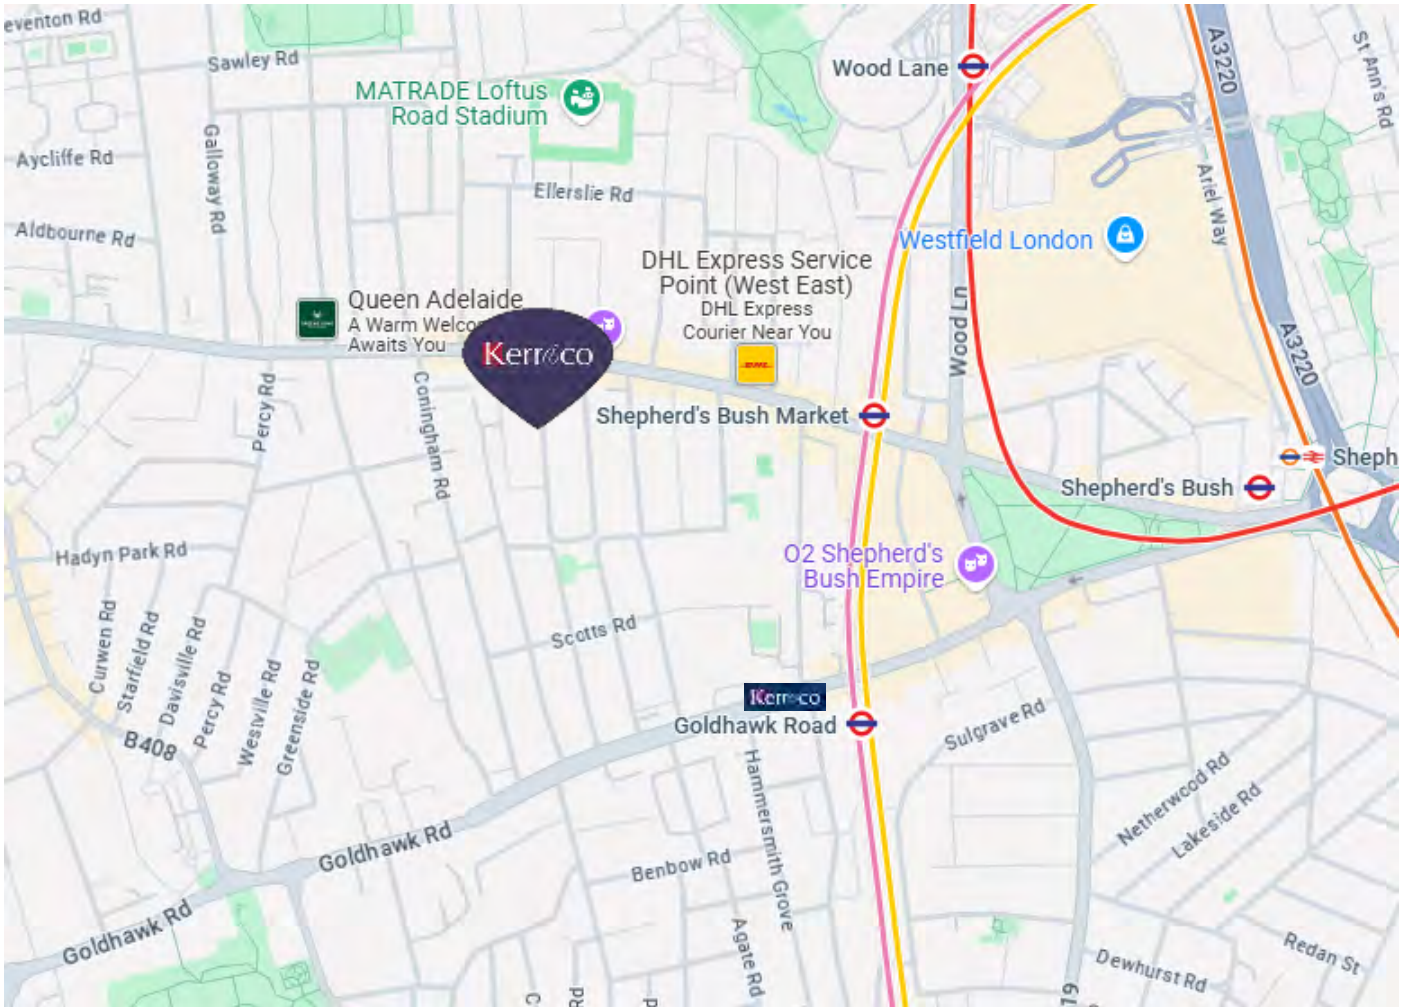 eventon Rd
Sawley Rd
Wood Lane
A3220
St Ann's Rd
MATRADE Loftus
Road Stadium
Aycliffe Rd
Galloway Rd
Ellerslie Rd
Ariel Way
Aldbourne Rd
Westfield London
DHL Express Service
Point (West East)
DHL Express
Courier Near You
Queen Adelaide
A Warm Welco
Awaits You
Kerr&co
DHL
Wood Ln
A3220
Percy Rd
Coningham Rd
Shepherd's Bush Market
Sheph
Shepherd's Bush
Hadyn Park Rd
O2 Shepherd's
Bush Empire
Scotts Rd
Curwen Rd
Starfield Rd
Davisville Rd
Percy Rd
Westville Rd
Greenside Rd
Kerr&co
Goldhawk Road
Sulgrave Rd
B408
Hammersmith Grove
Netherwood Rd
Lakeside Rd
Goldhawk Rd
Benbow Rd
Goldhawk Rd
Agate Rd
Redan St
Dewhurst Rd